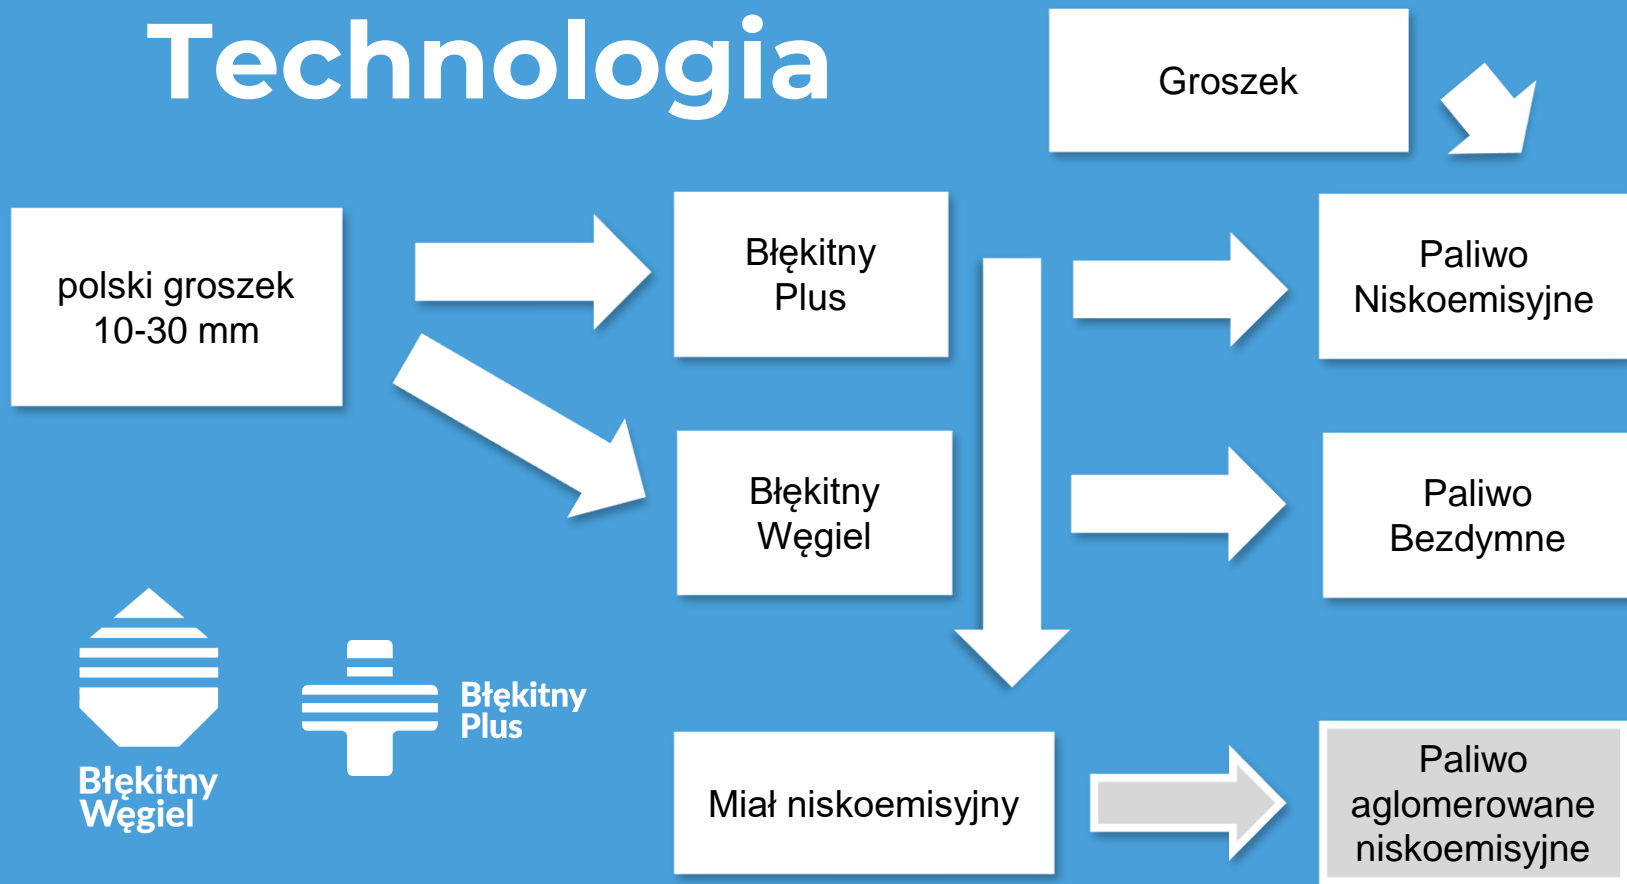 Technologia
Groszek
polski groszek
10-30 mm
Błękitny
Plus
Paliwo
Niskoemisyjne
Błękitny
Węgiel
Paliwo
Bezdymne
Błękitny
Węgiel
Błękitny
Plus
Miał niskoemisyjny
Paliwo
aglomerowane
niskoemisyjne